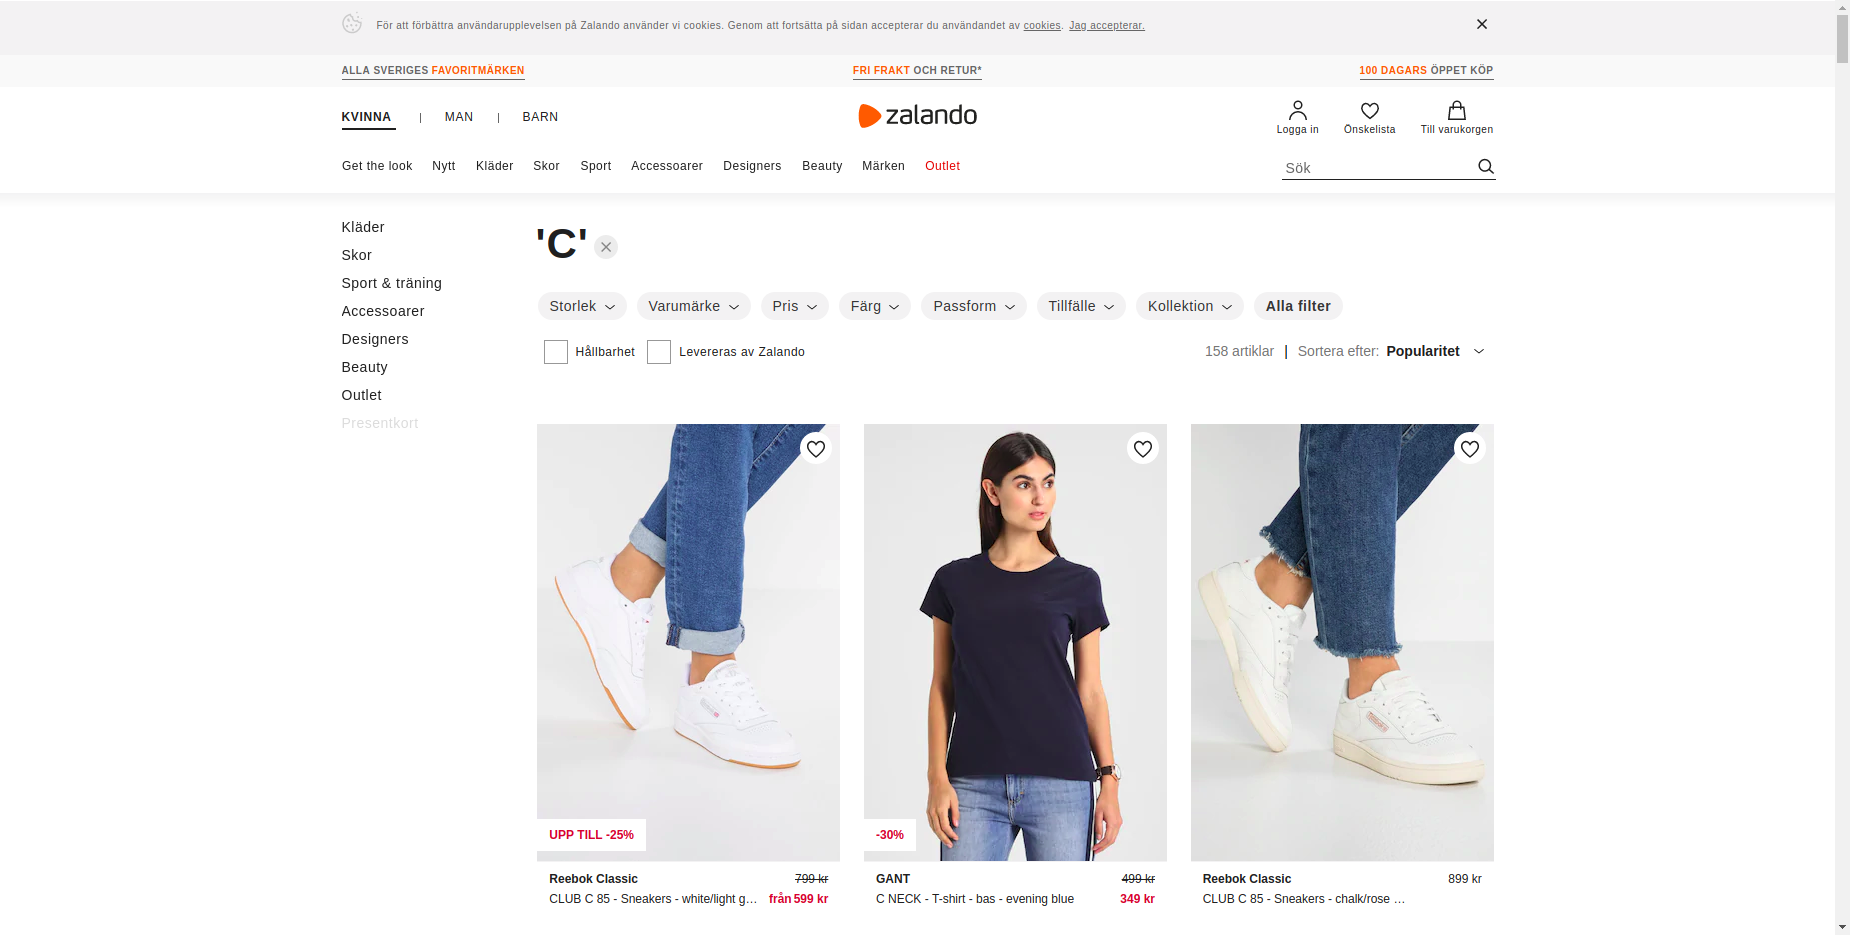 För att förbättra användarupplevelsen på Zalando använder vi cookies. Genom att fortsätta på sidan accepterar du användandet av cookies. Jag accepterar.
ALLA SVERIGES FAVORITMÄRKEN
FRI FRAKT OCH RETUR*
100 DAGARS ÖPPET KÖP
KVINNA | MAN | BARN
zalando
Logga in
Önskelista
Till varukorgen
Get the look Nytt Kläder Skor Sport Accessoarer Designers Beauty Märken Outlet
Sök
Kläder
Skor
Sport & träning
Accessoarer
Designers
Beauty
Outlet
Presentkort
'C'
Storlek Varumärke Pris Färg Passform Tillfälle Kollektion Alla filter
Hållbarhet Levereras av Zalando
158 artiklar | Sortera efter: Popularitet
UPP TILL -25%
Reebok Classic 799 kr
CLUB C 85 - Sneakers - white/light g… från 599 kr
-30%
GANT 499 kr
C NECK - T-shirt - bas - evening blue 349 kr
Reebok Classic 899 kr
CLUB C 85 - Sneakers - chalk/rose …